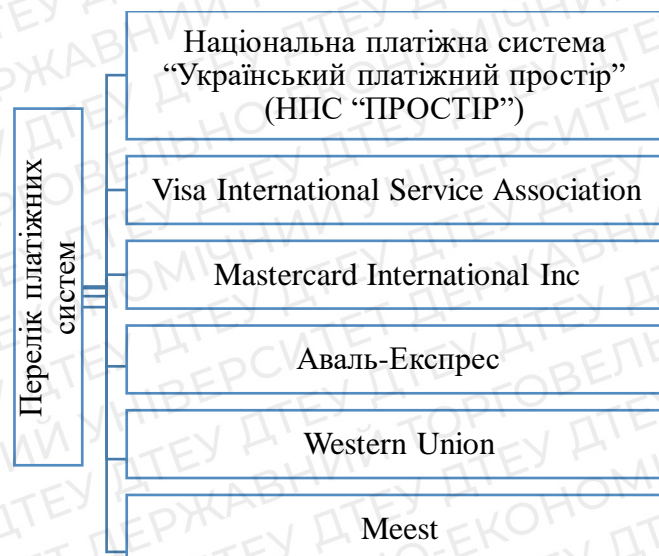 Національна платіжна система
“Український платіжний простір”
(НПС “ПРОСТІР”)
Visa International Service Association
Mastercard International Inc
Аваль-Експрес
Western Union
Meest
Перелік платіжних
систем